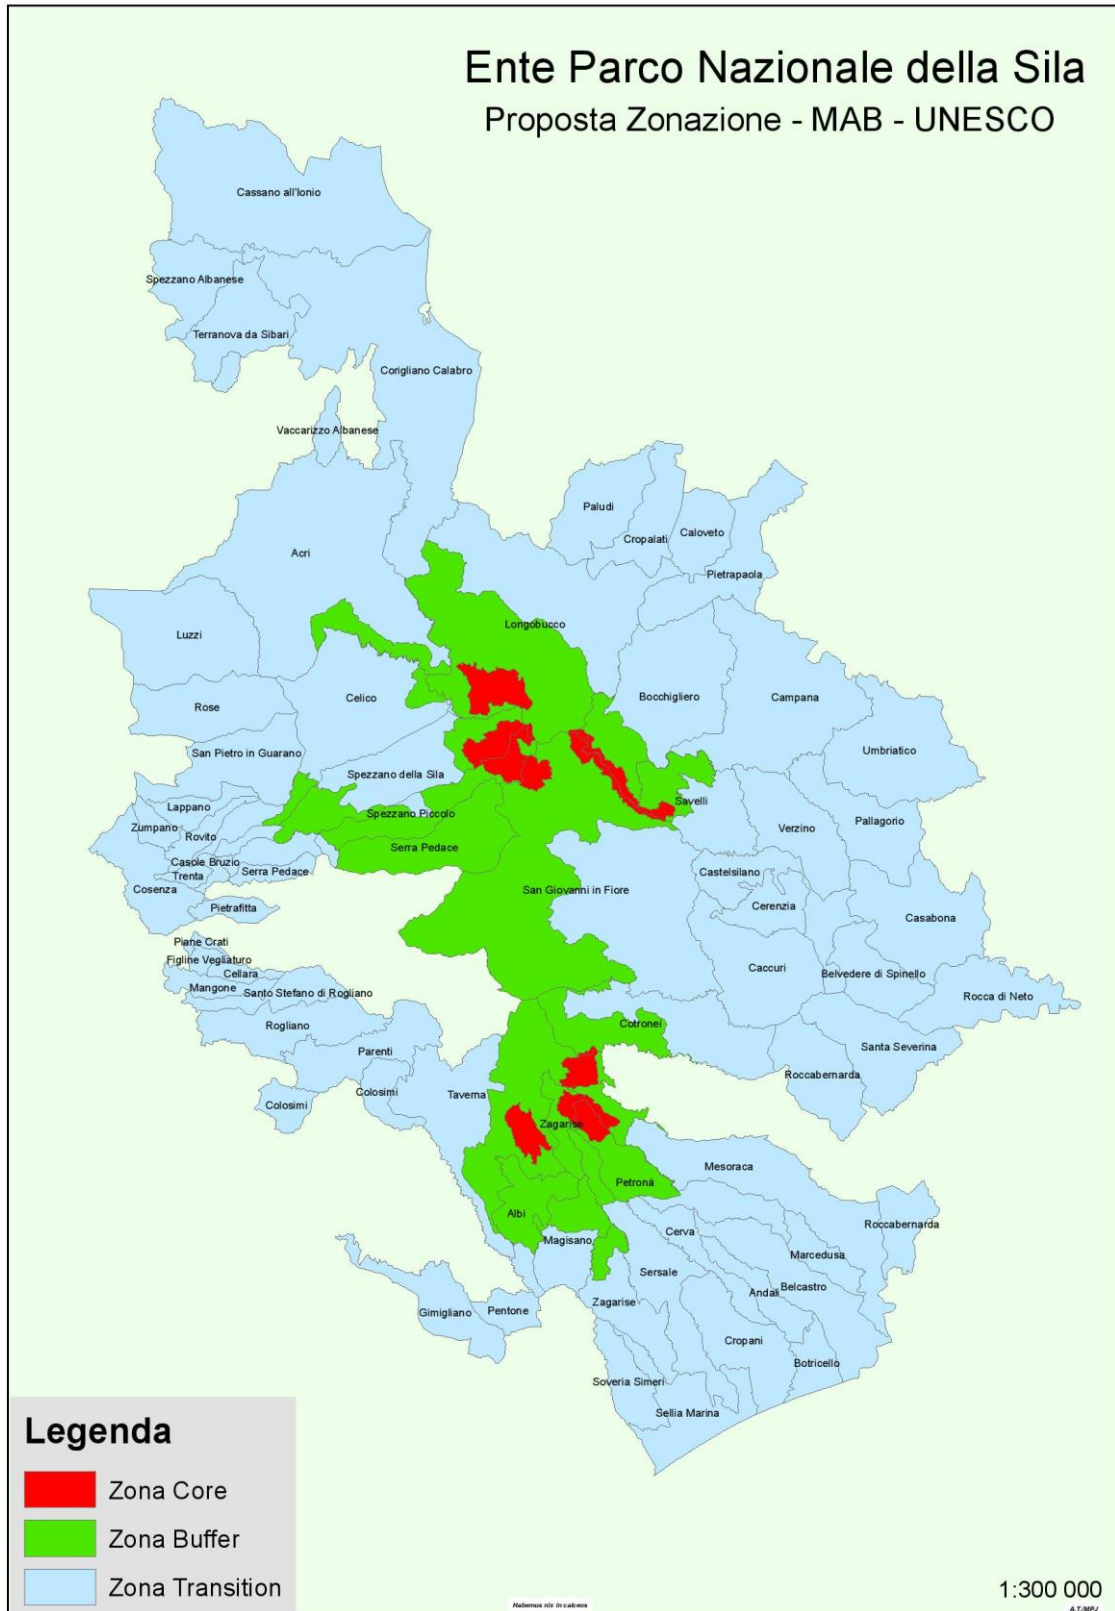 Ente Parco Nazionale della Sila
Proposta Zonazione - MAB - UNESCO
Cassano all'Ionio
Spezzano Albanese
Terranova da Sibari
Corigliano Calabro
Vaccarizzo Albanese
Paludi
Cropalati
Caloveto
Acri
Pietrapaola
Longobucco
Luzzi
Celico
Bocchigliero
Campana
Rose
San Pietro in Guarano
Umbriatico
Spezzano della Sila
Lappano
Spezzano Piccolo
Savelli
Zumpano
Rovito
Verzino
Pallagorio
Serra Pedace
Casole Bruzio
Trenta
Serra Pedace
Castelsilano
Cosenza
San Giovanni in Fiore
Cerenzia
Pietrafitta
Casabona
Piane Crati
Figline Vegliaturo
Cellara
Caccuri
Belvedere di Spinello
Mangone
Santo Stefano di Rogliano
Rocca di Neto
Rogliano
Cotronei
Parenti
Santa Severina
Roccabernarda
Colosimi
Colosimi
Taverna
Zagarise
Mesoraca
Petronà
Albi
Roccabernarda
Magisano
Cerva
Marcedusa
Sersale
Belcastro
Andali
Zagarise
Gimigliano
Pentone
Cropani
Botricello
Soveria Simeri
Sellia Marina
Legenda
Zona Core
Zona Buffer
Zona Transition
1:300 000
Habemus nix in calceos
A.T./MPJ